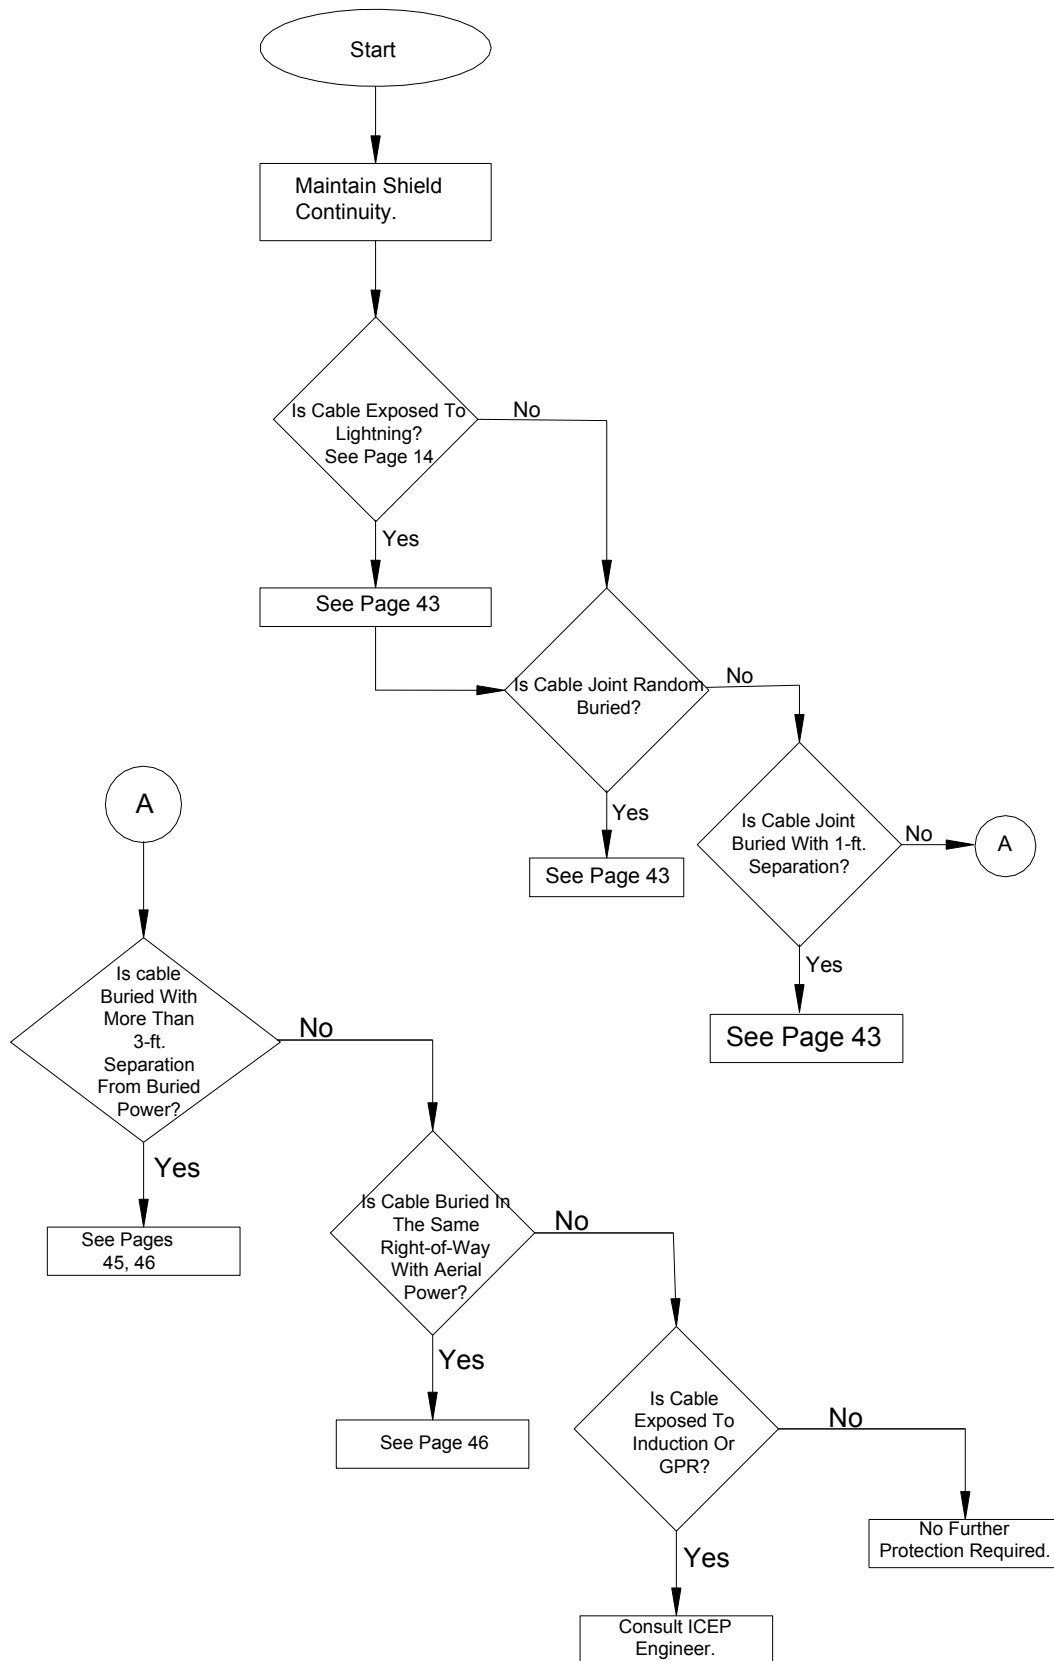 Start
Maintain Shield
Continuity.
Is Cable Exposed To
Lightning?
See Page 14
No
Yes
See Page 43
Is Cable Joint Random
Buried?
No
Yes
See Page 43
Is Cable Joint
Buried With 1-ft.
Separation?
No
A
Yes
See Page 43
A
Is cable
Buried With
More Than
3-ft.
Separation
From Buried
Power?
No
Yes
See Pages
45, 46
Is Cable Buried In
The Same
Right-of-Way
With Aerial
Power?
No
Yes
See Page 46
Is Cable
Exposed To
Induction Or
GPR?
No
No Further
Protection Required.
Yes
Consult ICEP
Engineer.